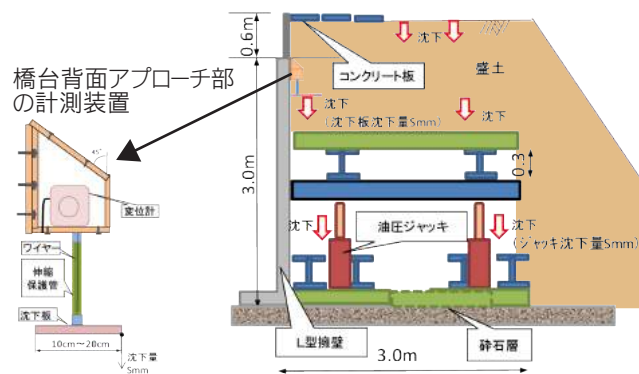 橋台背面アプローチ部
の計測装置
45°
変位計
ワイヤー
伸縮
保護管
沈下板
10cm～20cm
沈下量
Smm
0.6m
3.0m
沈下
コンクリート板
盛土
沈下
(沈下板沈下量Smm)
沈下
0.3
沈下
油圧ジャッキ
沈下
(ジャッキ沈下量Smm)
L型擁壁
3.0m
砕石層